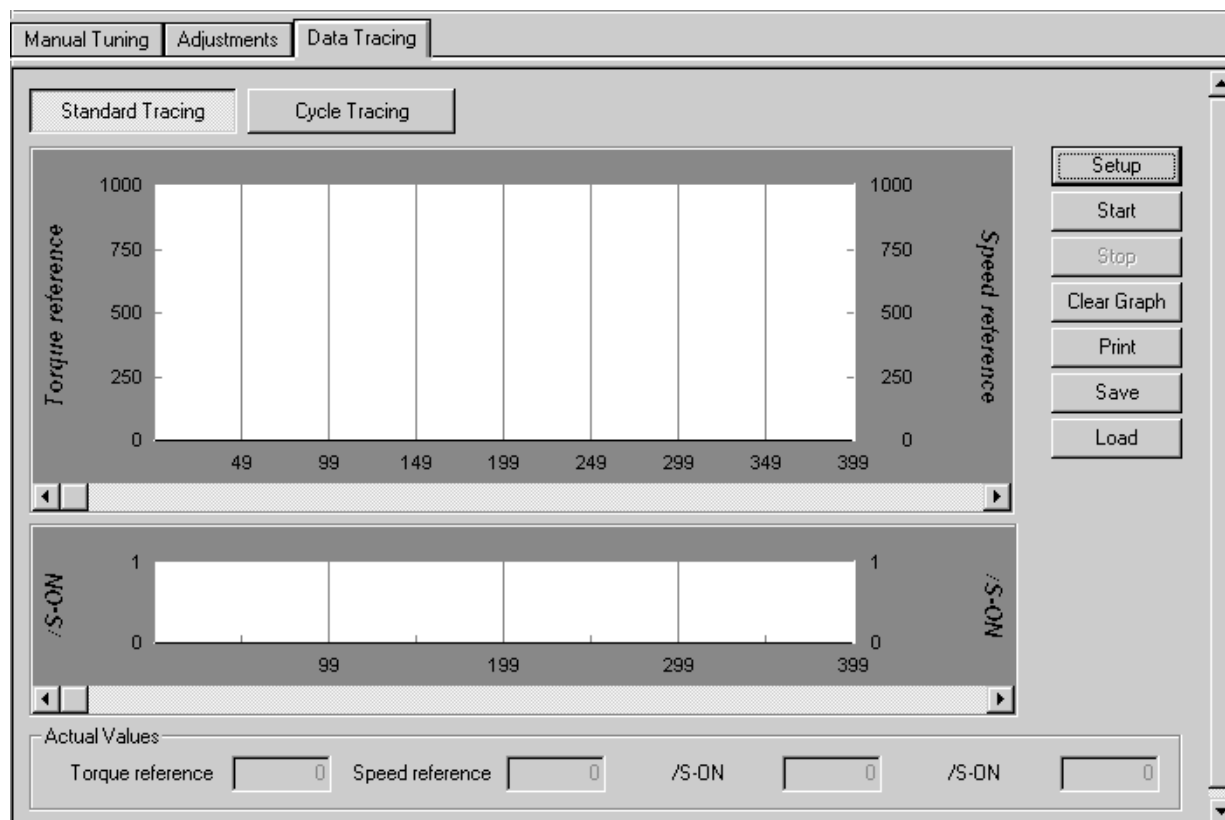 Manual Tuning Adjustments Data Tracing
Standard Tracing Cycle Tracing
Torque reference
1000
750
500
250
0
49 99 149 199 249 299 349 399
1000
750
500
250
0
Speed reference
Setup
Start
Stop
Clear Graph
Print
Save
Load
/S-ON
1
0
99 199 299 399
1
0
/S-ON
Actual Values
Torque reference 0 Speed reference 0 /S-ON 0 /S-ON 0